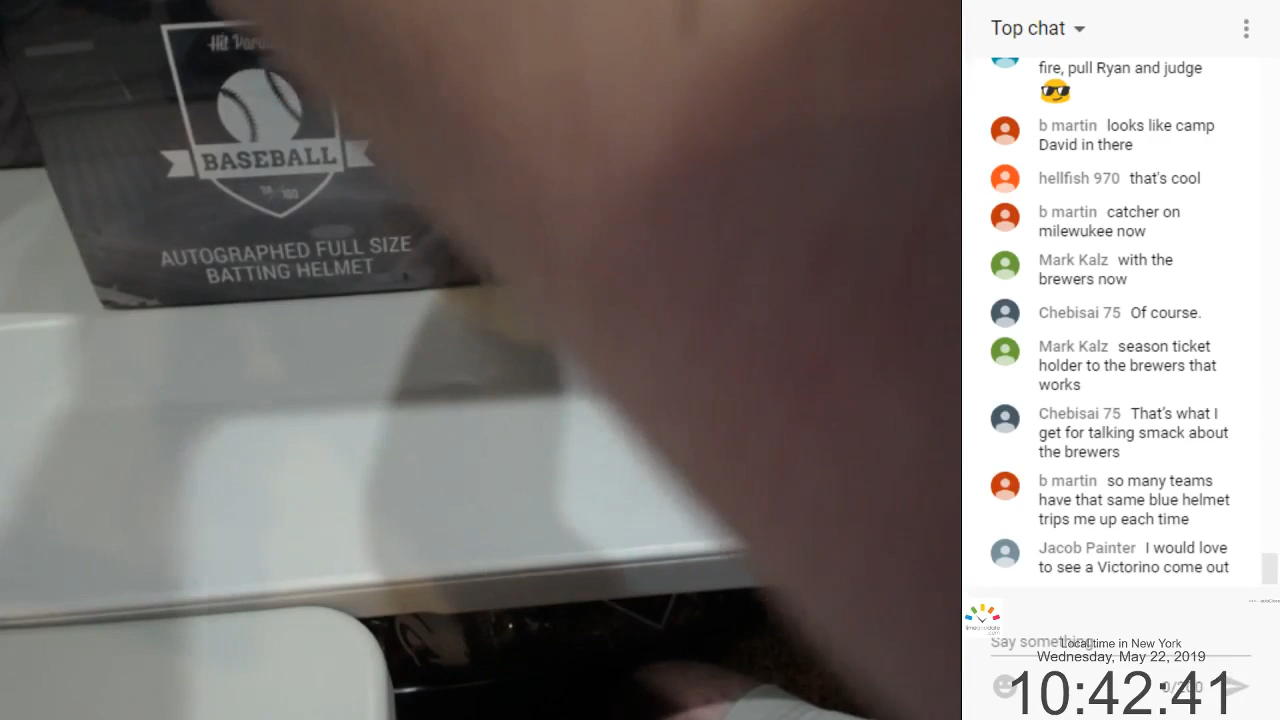 BASEBALL
AUTOGRAPHED FULL SIZE
BATTING HELMET
Top chat
fire, pull Ryan and judge
b martin looks like camp
David in there
hellfish 970 that's cool
b martin catcher on
milewukee now
Mark Kalz with the
brewers now
Chebisai 75 Of course.
Mark Kalz season ticket
holder to the brewers that
works
Chebisai 75 That's what I
get for talking smack about
the brewers
b martin so many teams
have that same blue helmet
trips me up each time
Jacob Painter I would love
to see a Victorino come out
Say something...
Local time in New York
Wednesday, May 22, 2019
0/200
10:42:41